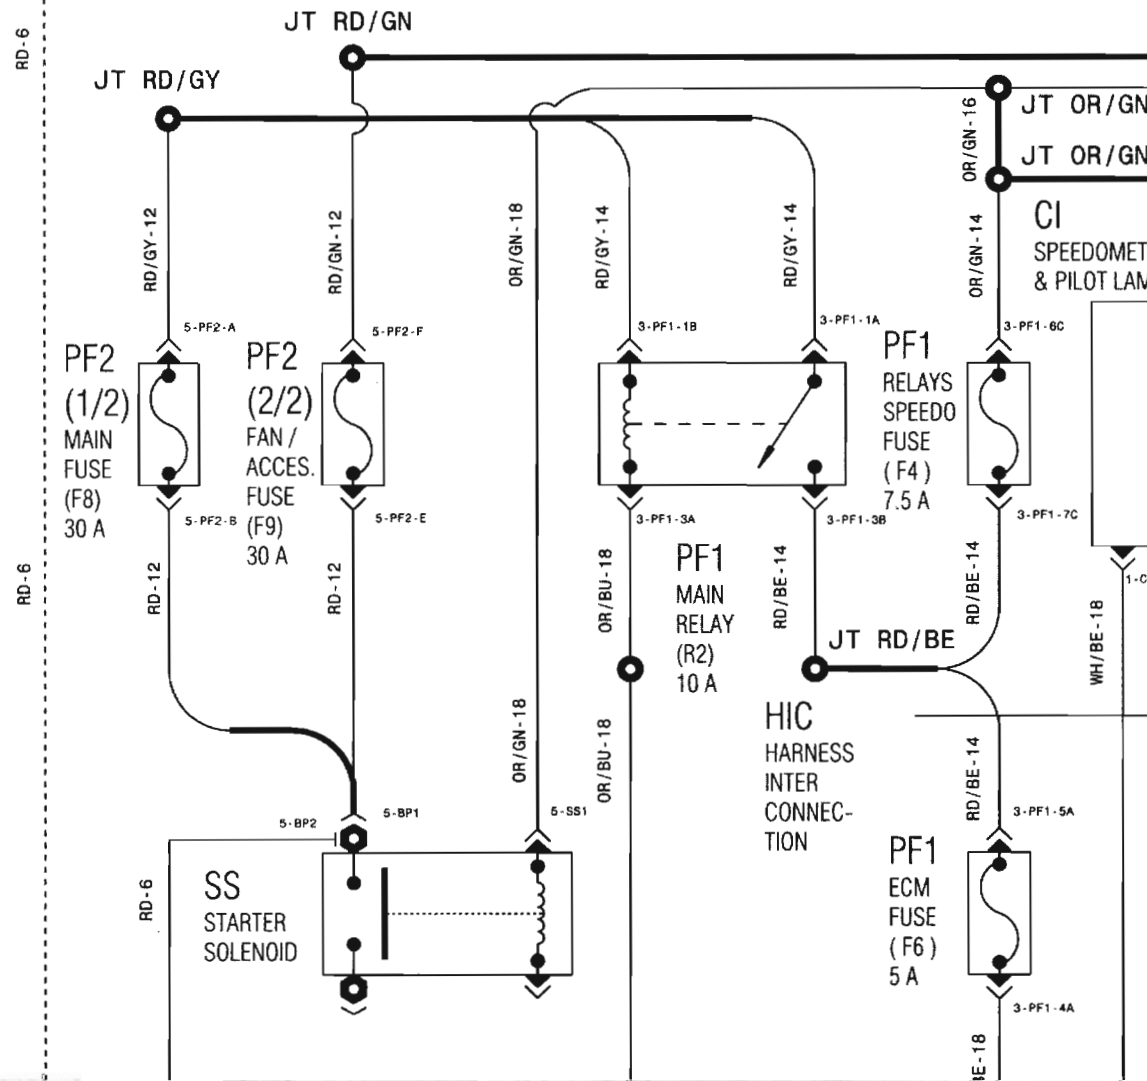 JT RD/GN
RD-6
JT RD/GY
JT OR/GN
OR/GN-16
JT OR/GN
CI
SPEEDOMET
& PILOT LAM
RD/GY-12
RD/GN-12
OR/GN-18
RD/GY-14
RD/GY-14
OR/GN-14
5-PF2-A
5-PF2-F
3-PF1-1B
3-PF1-1A
3-PF1-6C
PF2
(1/2)
MAIN
FUSE
(F8)
30 A
PF2
(2/2)
FAN /
ACCES.
FUSE
(F9)
30 A
PF1
RELAYS
SPEEDO
FUSE
( F4 )
7.5 A
5-PF2-B
5-PF2-E
3-PF1-3A
3-PF1-3B
3-PF1-7C
RD-6
RD-12
RD-12
OR/BU-18
PF1
MAIN
RELAY
(R2)
10 A
RD/BE-14
RD/BE-14
1-C
WH/BE-18
JT RD/BE
HIC
HARNESS
INTER
CONNEC-
TION
OR/GN-18
OR/BU-18
RD/BE-14
5-BP2
5-BP1
5-SS1
3-PF1-5A
RD-6
SS
STARTER
SOLENOID
PF1
ECM
FUSE
( F6 )
5 A
3-PF1-4A
BE-18